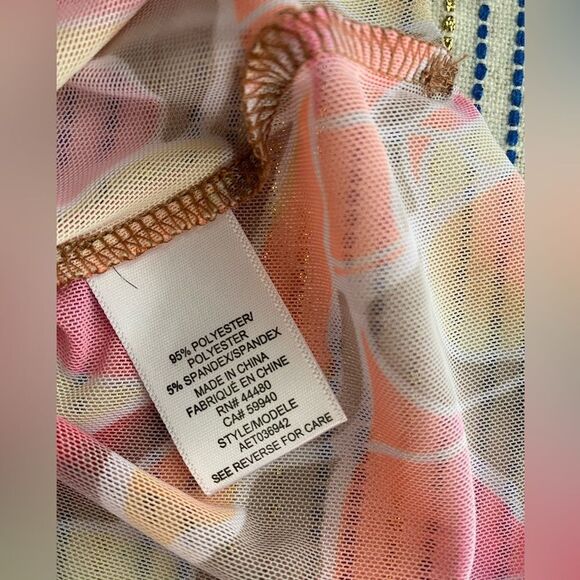 95% POLYESTER/
POLYESTER
5% SPANDEX/SPANDEX
MADE IN CHINA
FABRIQUÉ EN CHINE
RN# 44480
CA# 59940
STYLE/MODELE
AET036942
SEE REVERSE FOR CARE